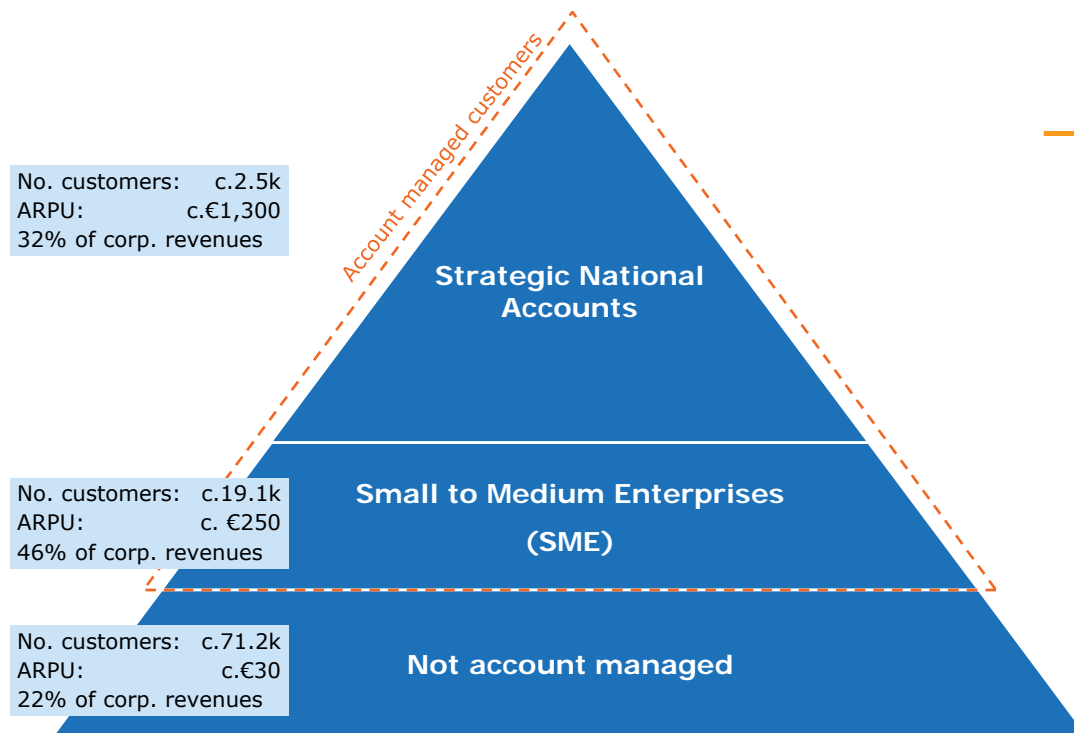 Account managed customers
No. customers: c.2.5k
ARPU: c.€1,300
32% of corp. revenues
Strategic National
Accounts
No. customers: c.19.1k
ARPU: c. €250
46% of corp. revenues
Small to Medium Enterprises
(SME)
No. customers: c.71.2k
ARPU: c.€30
22% of corp. revenues
Not account managed